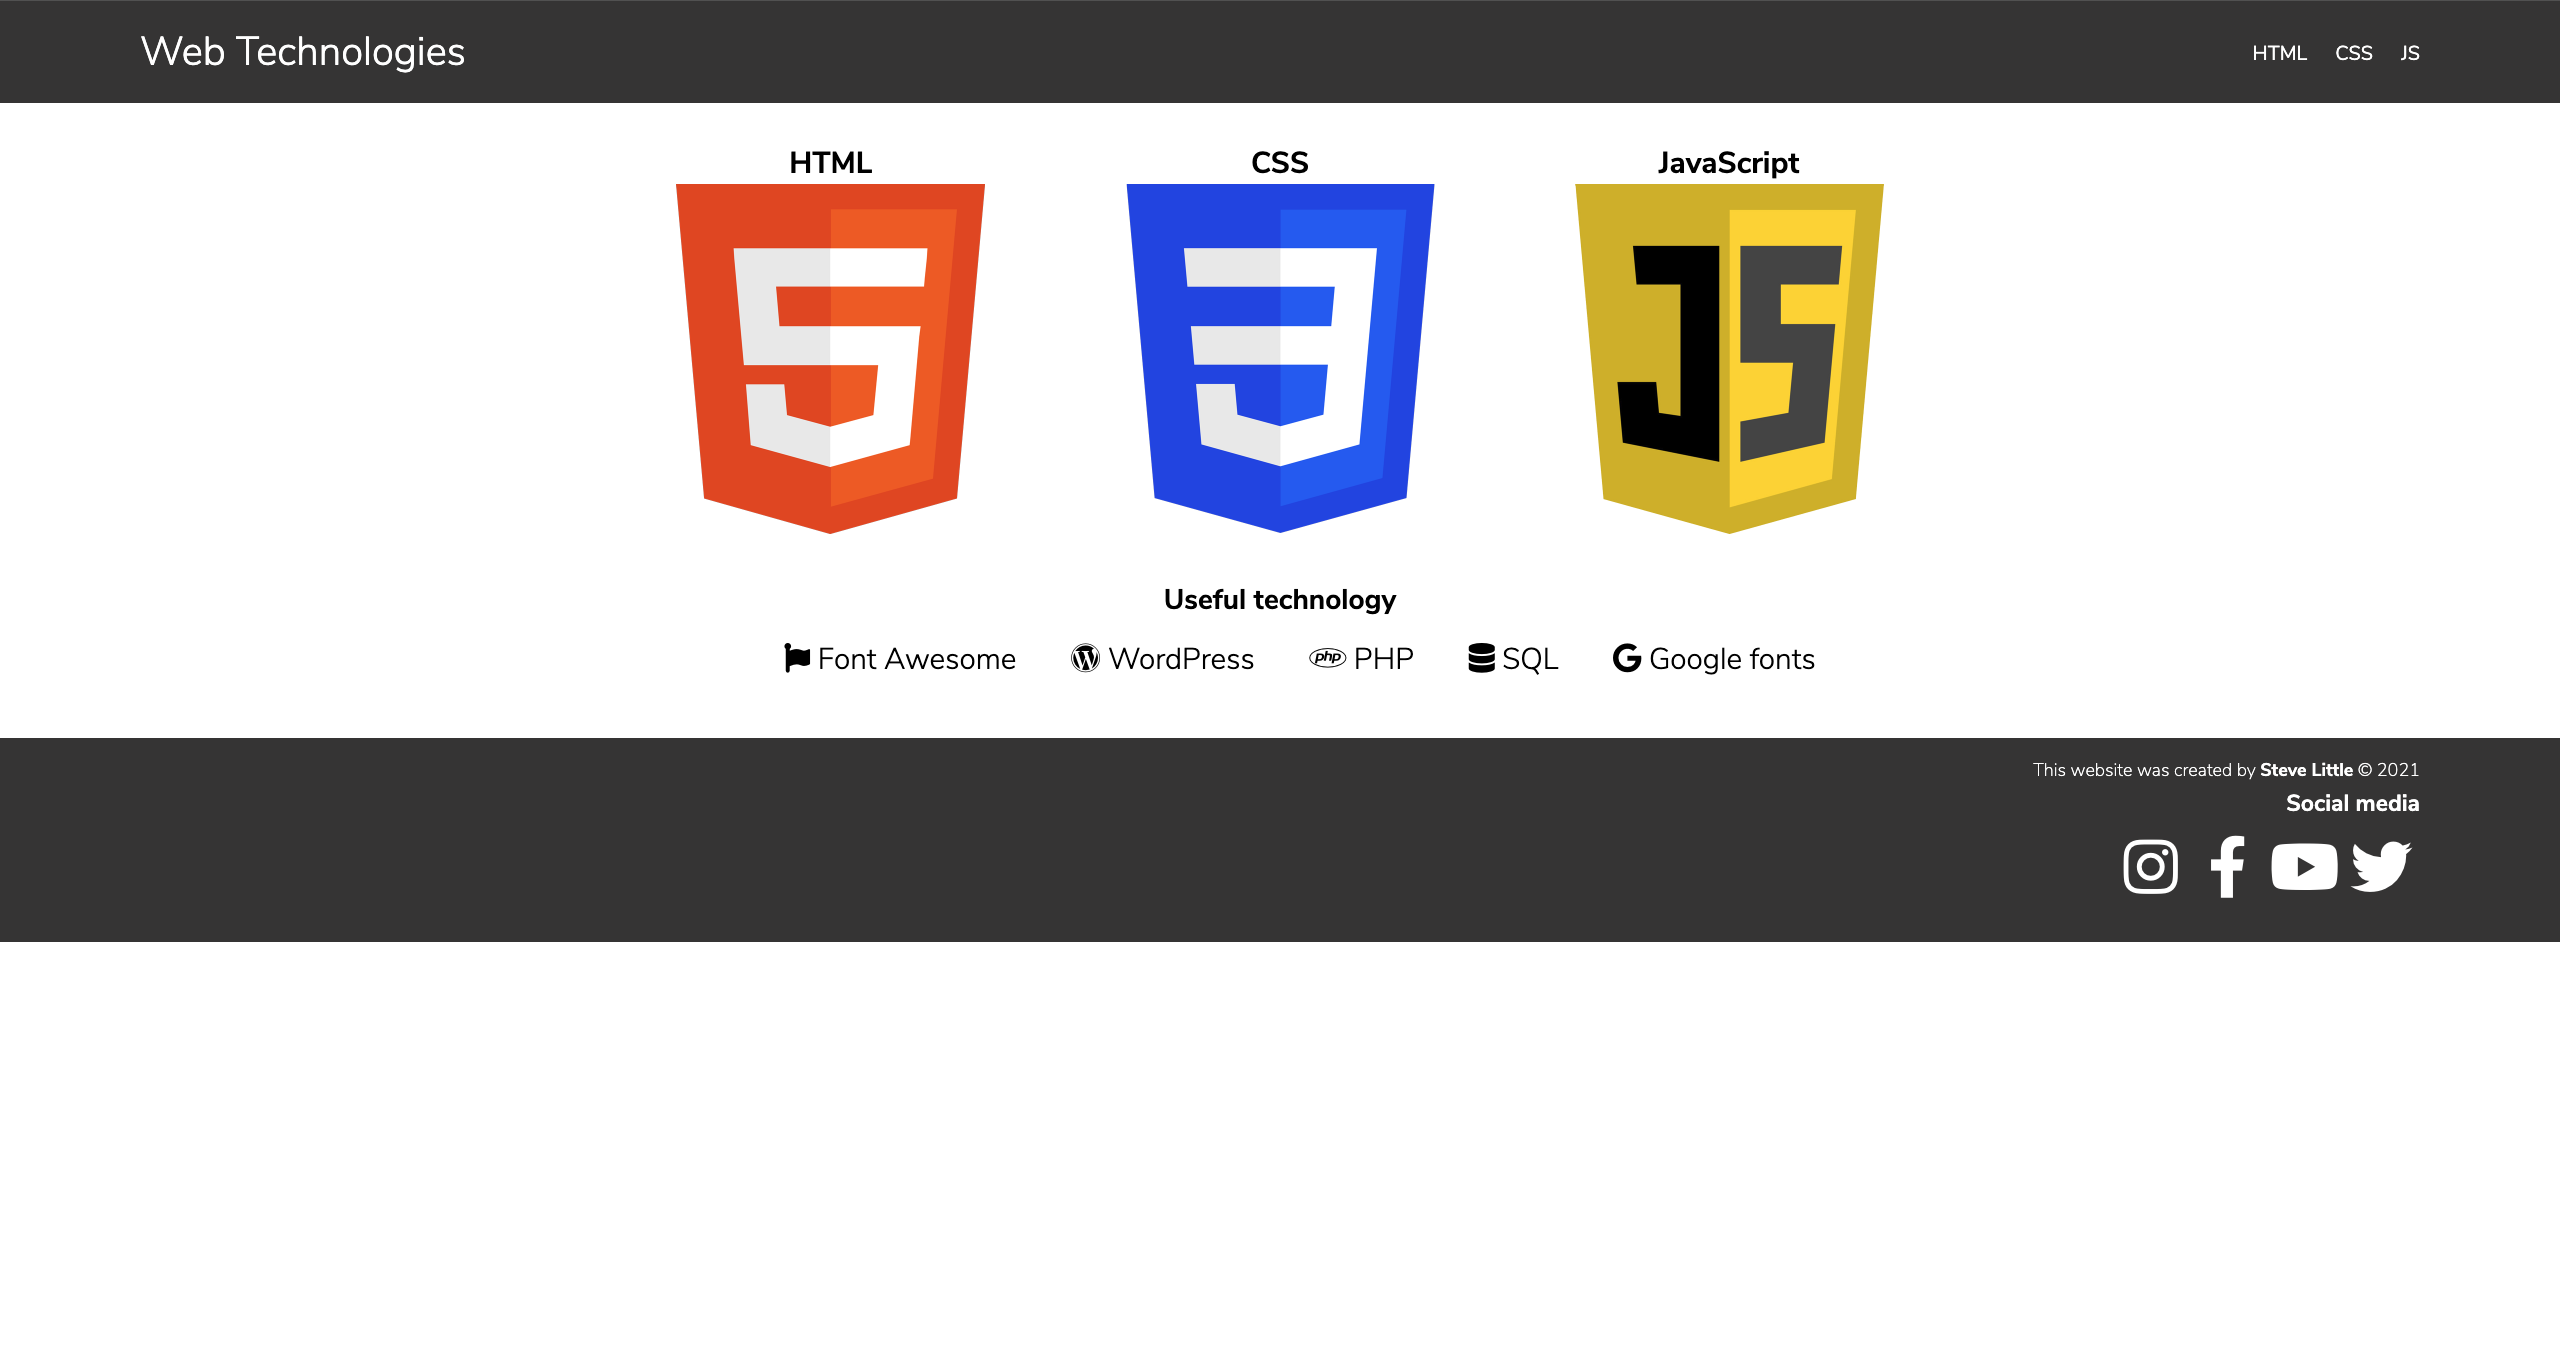 Web Technologies
HTML CSS JS
HTML CSS JavaScript
JS
Useful technology
Font Awesome WordPress php PHP SQL Google fonts
This website was created by Steve Little © 2021
Social media